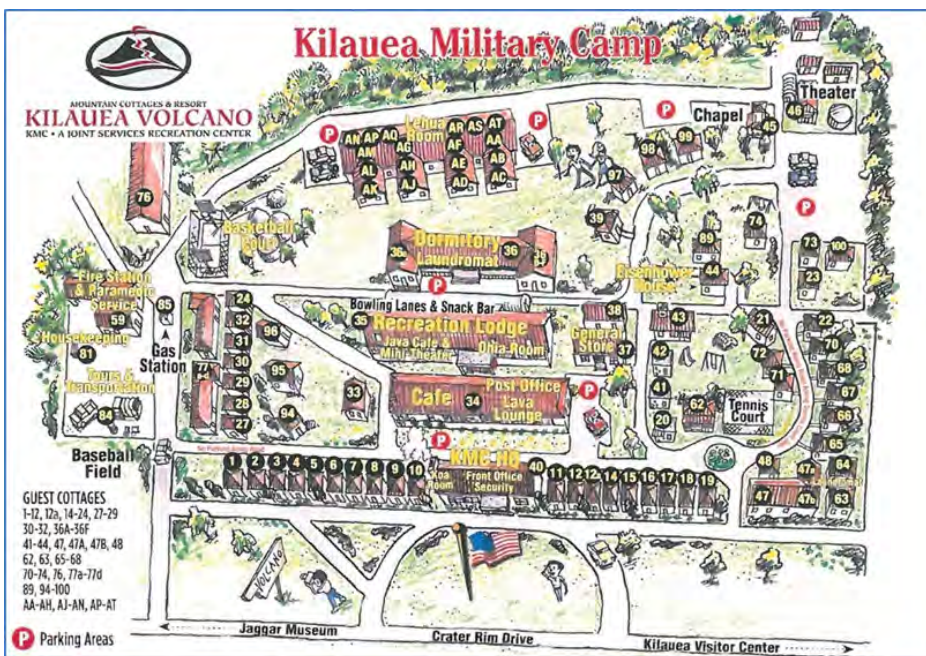 Kilauea Military Camp
MOUNTAIN COTTAGES & RESORT
KILAUEA VOLCANO
KMC • A JOINT SERVICES RECREATION CENTER
Theater
46
Chapel
45
P
P
P
P
Lehua
Room
AN AP AQ
AM AG
AL AH
AK AJ
AR AS AT
AF AA
AE AB
AD AC
98
99
97
39
76
Basketball
Court
Dormitory
Laundromat
36a
36
P
89
74
Eisenhower
House
44
73
100
23
Fire Station
& Paramedic
Service
59
Housekeeping
81
Tours &
Transportation
84
85
Gas
Station
77
24
32
31
30
29
28
27
96
95
94
33
Bowling Lanes & Snack Bar
35
Recreation Lodge
Java Cafe &
Ohia Room
38
General
Store
37
Cafe
34
Post Office
Lava
Lounge
P
P
43
42
41
20
62
Tennis
Court
21
72
71
22
70
68
67
66
65
64
63
48
47a
47
47b
Baseball
Field
No Parking Along Road
1 2 3 4 5 6 7 8 9 10
KMC HQ
Koa
Room
Front Office
Security
40
11 12 12a 14 15 16 17 18 19
GUEST COTTAGES
1-12, 12a, 14-24, 27-29
30-32, 36A-36F
41-44, 47, 47A, 47B, 48
62, 63, 65-68
70-74, 76, 77a-77d
89, 94-100
AA-AH, AJ-AN, AP-AT
P Parking Areas
VOLCANO
Jaggar Museum
Crater Rim Drive
Kilauea Visitor Center